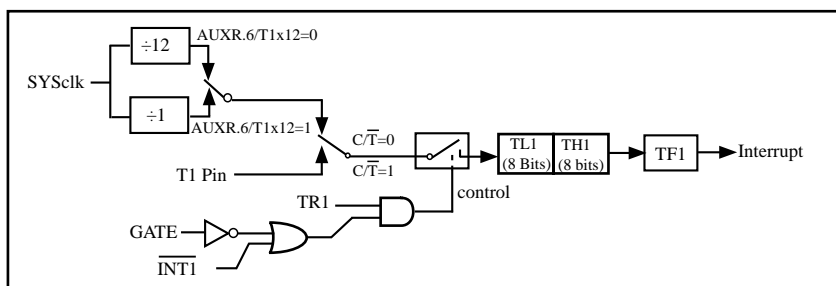 ÷12
AUXR.6/T1x12=0
SYSclk
÷1
AUXR.6/T1x12=1
C/T̅=0
C/T̅=1
T1 Pin
TL1
(8 Bits)
TH1
(8 bits)
TF1
Interrupt
control
TR1
GATE
I̅N̅T̅1̅